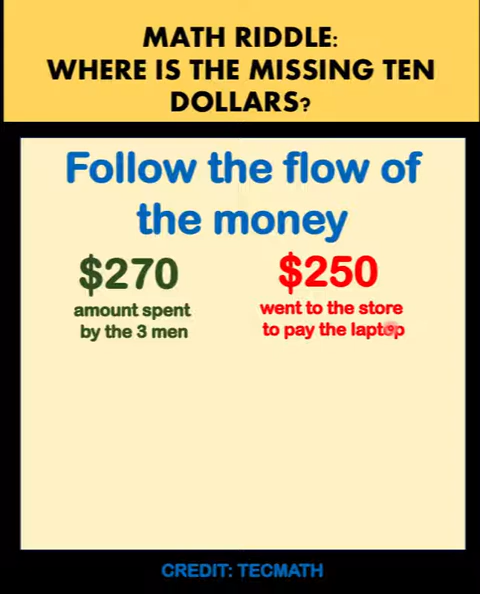 MATH RIDDLE:
WHERE IS THE MISSING TEN
DOLLARS?
Follow the flow of
the money
$270
amount spent
by the 3 men
$250
went to the store
to pay the laptop
CREDIT: TECMATH